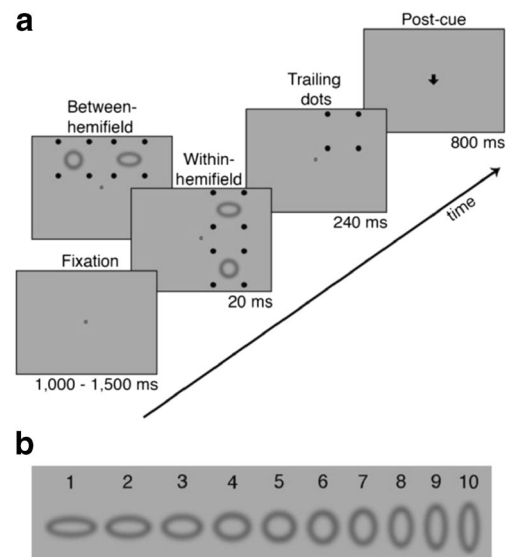 a
Post-cue
Trailing
dots
800 ms
Between-
hemifield
Within-
hemifield
240 ms
time
Fixation
20 ms
1,000 - 1,500 ms
b
1 2 3 4 5 6 7 8 9 10